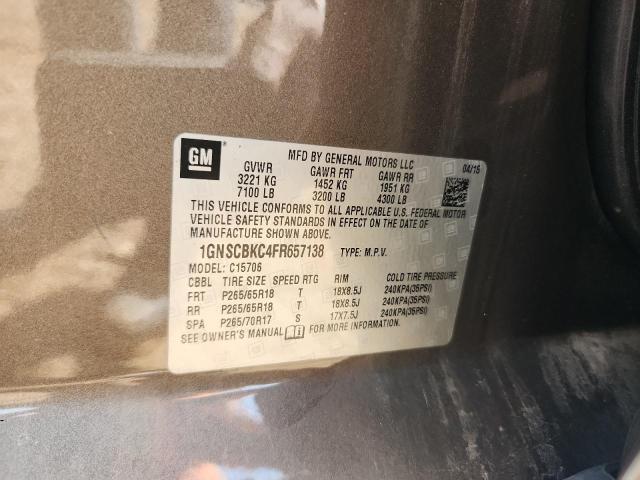 GM
MFD BY GENERAL MOTORS LLC
04/15
GVWR GAWR FRT GAWR RR
3221 KG 1452 KG 1951 KG
7100 LB 3200 LB 4300 LB
THIS VEHICLE CONFORMS TO ALL APPLICABLE U.S. FEDERAL MOTOR
VEHICLE SAFETY STANDARDS IN EFFECT ON THE DATE OF
MANUFACTURE SHOWN ABOVE.
1GNSCBKC4FR657138 TYPE: M.P.V.
MODEL: C15706
CBBL TIRE SIZE SPEED RTG RIM COLD TIRE PRESSURE
FRT P265/65R18 T 18X8.5J 240KPA(35PSI)
RR P265/65R18 T 18X8.5J 240KPA(35PSI)
SPA P265/70R17 S 17X7.5J 240KPA(35PSI)
SEE OWNER'S MANUAL FOR MORE INFORMATION.